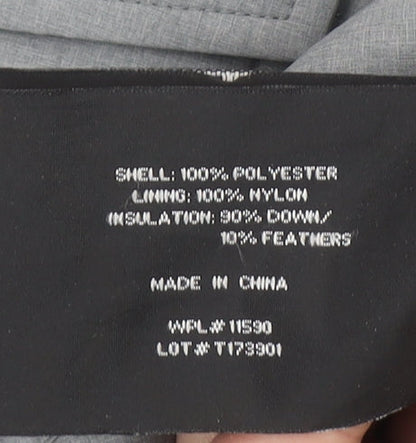 SHELL: 100% POLYESTER
LINING: 100% NYLON
INSULATION: 90% DOWN/
10% FEATHERS
MADE IN CHINA
WPL# 11590
LOT# T173901